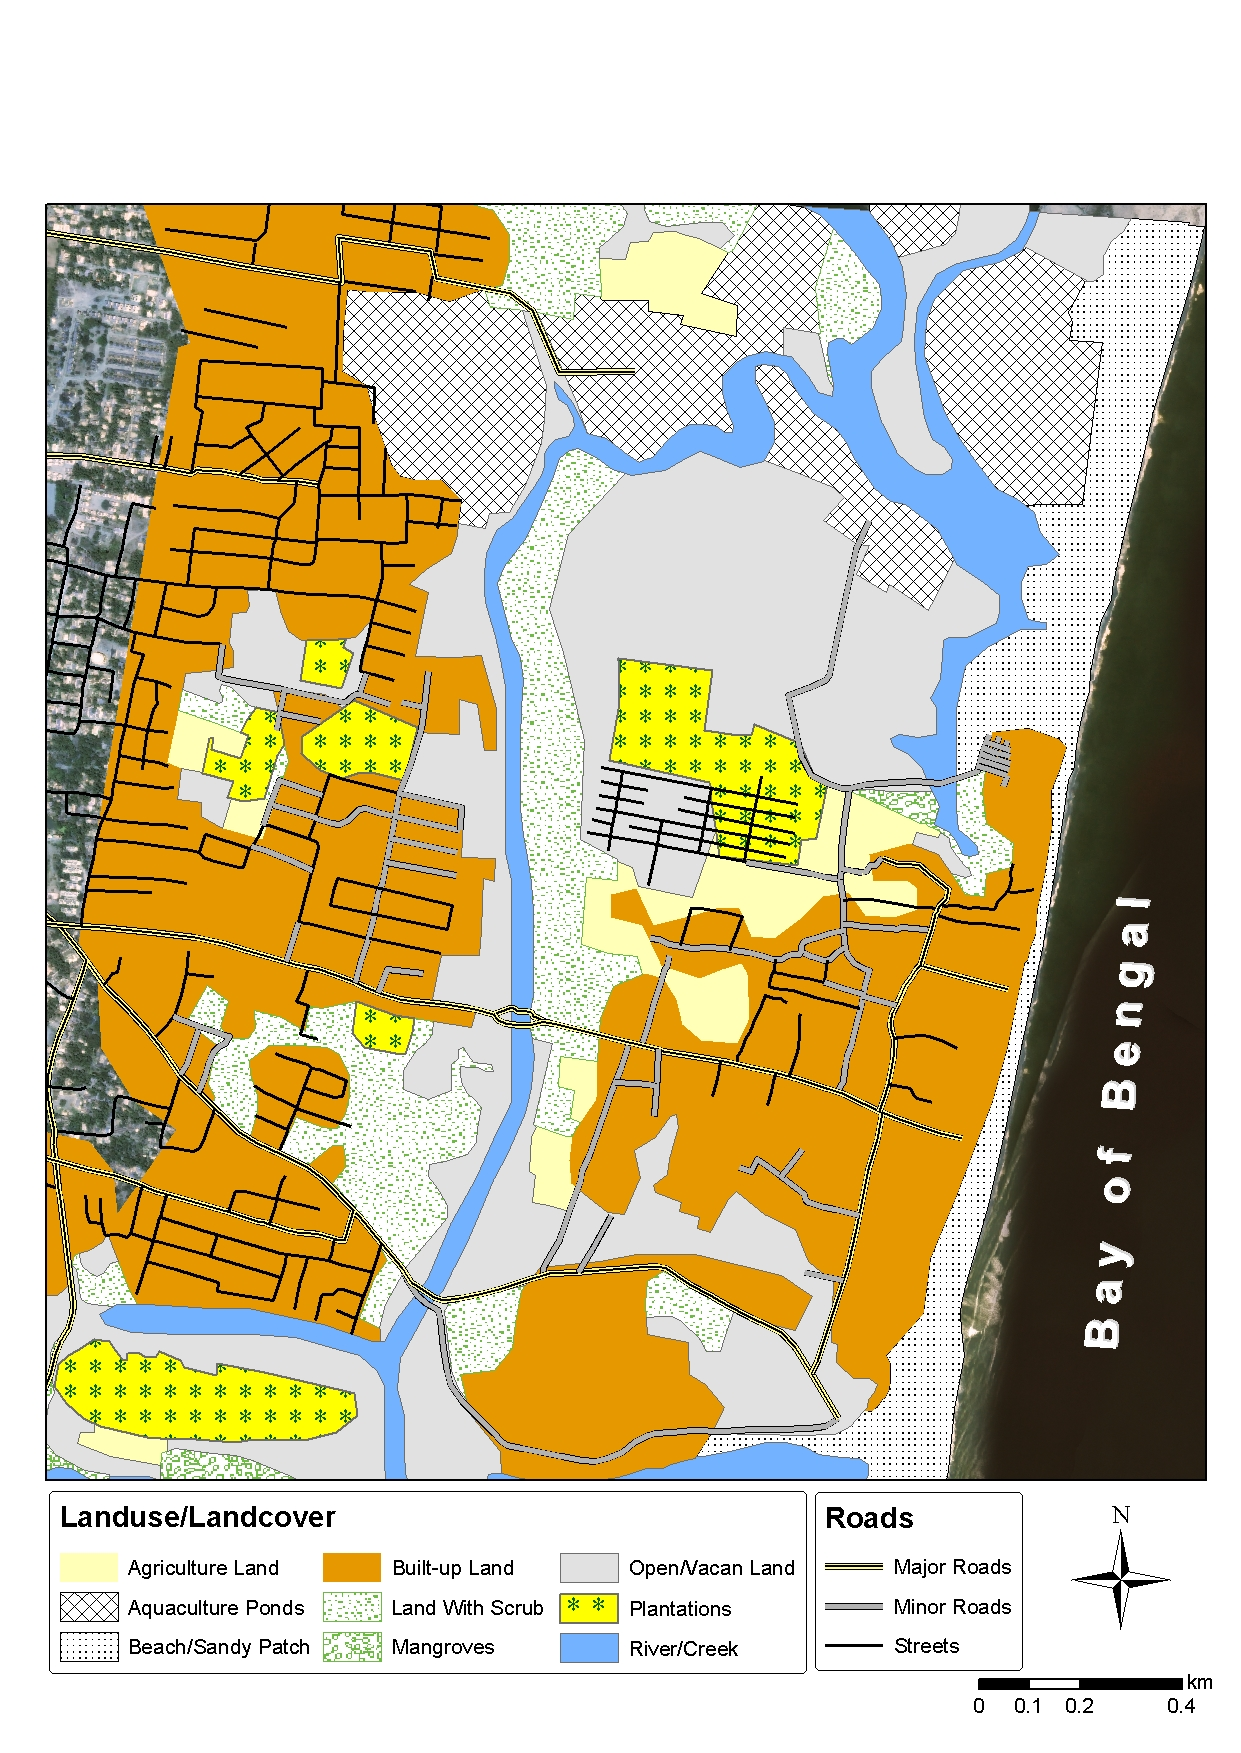 Bay of Bengal
Landuse/Landcover
Agriculture Land
Built-up Land
Open/Vacan Land
Aquaculture Ponds
Land With Scrub
Plantations
Beach/Sandy Patch
Mangroves
River/Creek
Roads
Major Roads
Minor Roads
Streets
N
km
0 0.1 0.2 0.4